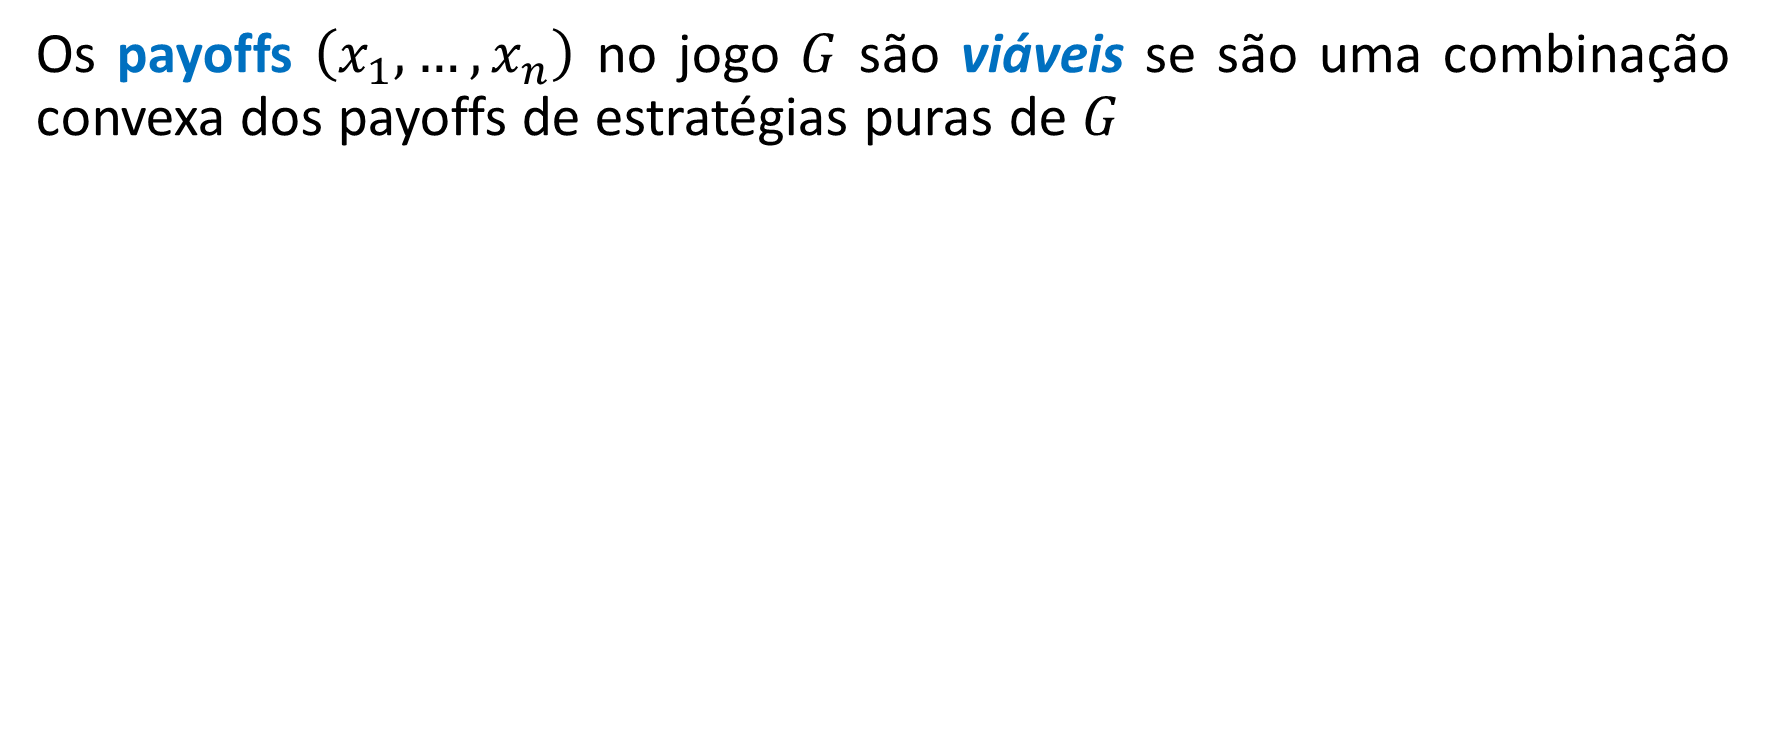 Os payoffs (x₁, … , xₙ) no jogo G são viáveis se são uma combinação
convexa dos payoffs de estratégias puras de G